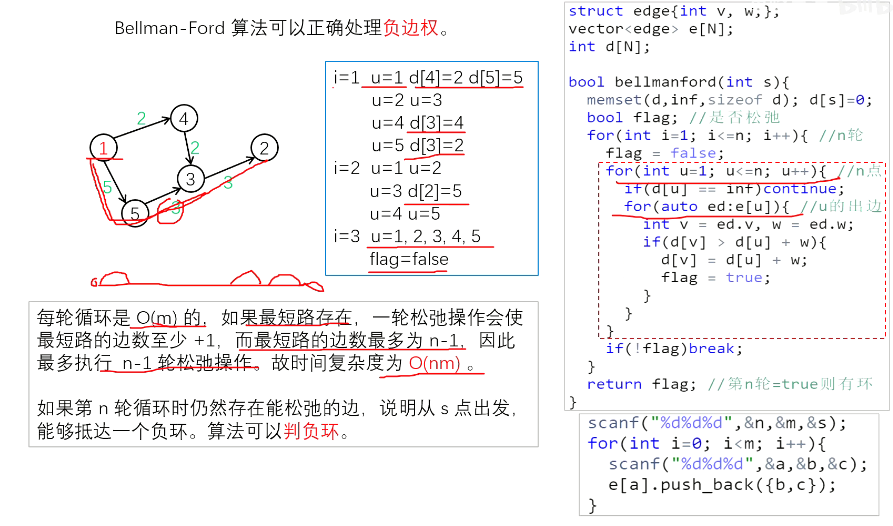 Bellman-Ford 算法可以正确处理负边权。
2
4
1
2
2
3
3
5
3
5
i=1 u=1 d[4]=2 d[5]=5
u=2 u=3
u=4 d[3]=4
u=5 d[3]=2
i=2 u=1 u=2
u=3 d[2]=5
u=4 u=5
i=3 u=1, 2, 3, 4, 5
flag=false
每轮循环是 O(m) 的，如果最短路存在，一轮松弛操作会使
最短路的边数至少 +1，而最短路的边数最多为 n-1，因此
最多执行 n-1 轮松弛操作。故时间复杂度为 O(nm) 。
如果第 n 轮循环时仍然存在能松弛的边，说明从 s 点出发，
能够抵达一个负环。算法可以判负环。
struct edge{int v, w;};
vector<edge> e[N];
int d[N];
bool bellmanford(int s){
memset(d,inf,sizeof d); d[s]=0;
bool flag; //是否松弛
for(int i=1; i<=n; i++){ //n轮
flag = false;
for(int u=1; u<=n; u++){ //n点
if(d[u] == inf)continue;
for(auto ed:e[u]){ //u的出边
int v = ed.v, w = ed.w;
if(d[v] > d[u] + w){
d[v] = d[u] + w;
flag = true;
}
}
}
if(!flag)break;
}
return flag; //第n轮=true则有环
}
scanf("%d%d%d",&n,&m,&s);
for(int i=0; i<m; i++){
scanf("%d%d%d",&a,&b,&c);
e[a].push_back({b,c});
}